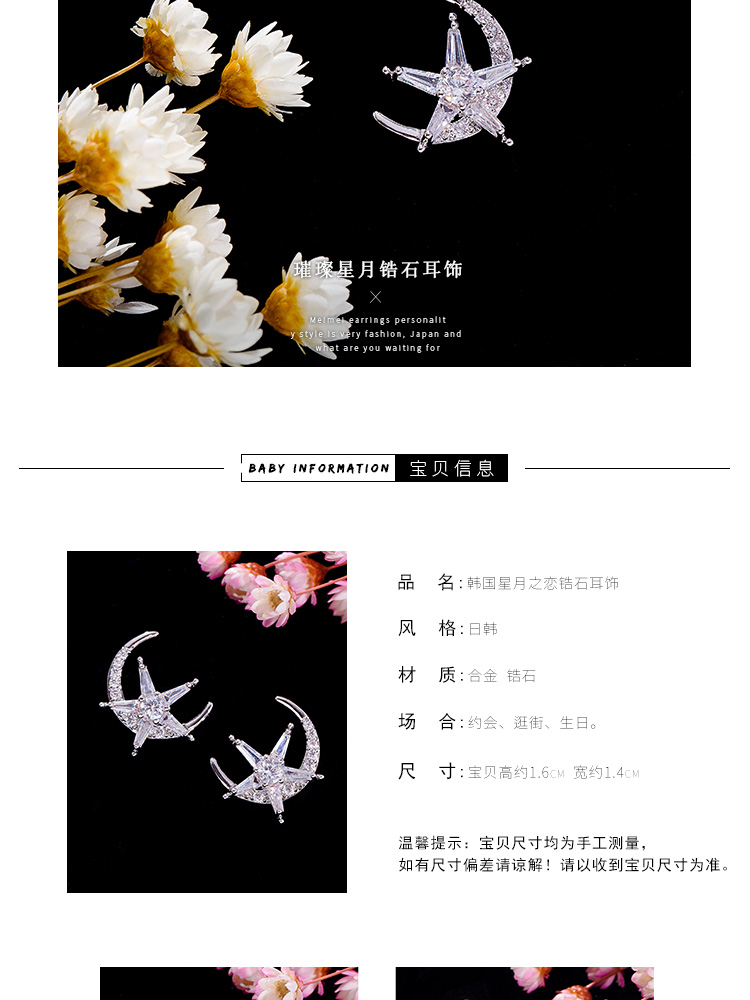 璀璨星月锆石耳饰
Meimei earrings personalit
y style is very fashion, Japan and
what are you waiting for
BABY INFORMATION 宝贝信息
品 名:韩国星月之恋锆石耳饰
风 格:日韩
材 质:合金 锆石
场 合:约会、逛街、生日。
尺 寸:宝贝高约1.6CM 宽约1.4CM
温馨提示：宝贝尺寸均为手工测量，
如有尺寸偏差请谅解！请以收到宝贝尺寸为准。